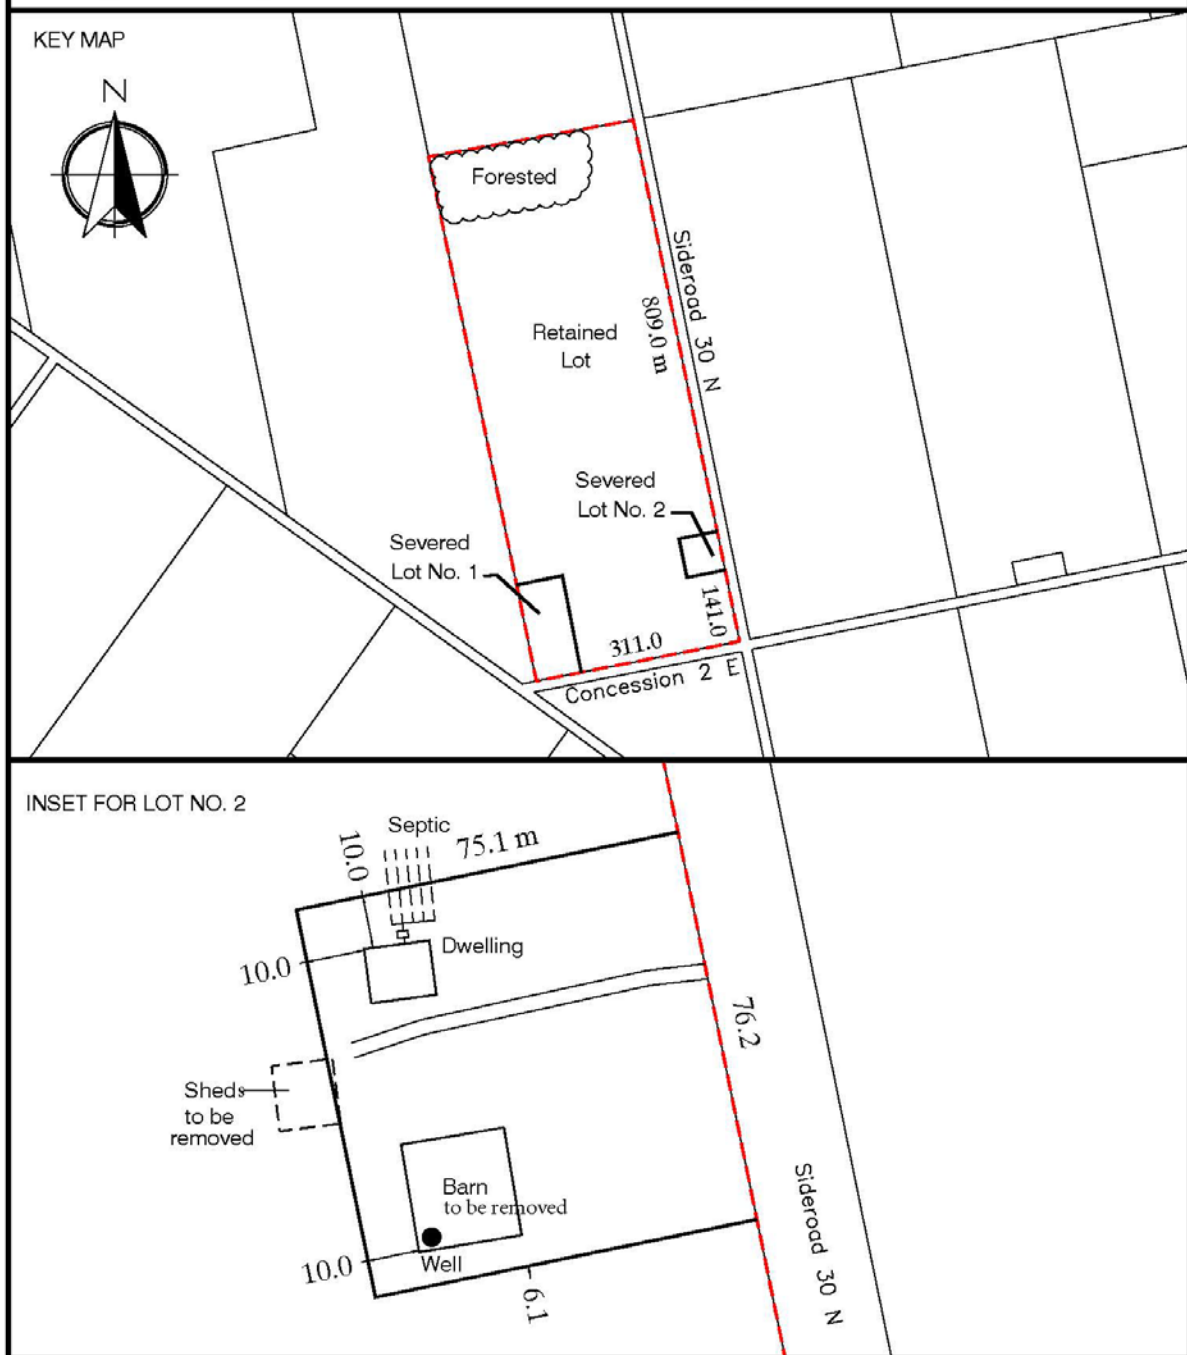 KEY MAP
N
Forested
Sideroad 30 N
809.0 m
Retained
Lot
Severed
Lot No. 2
Severed
Lot No. 1
141.0
311.0
Concession 2 E
INSET FOR LOT NO. 2
Septic
10.0
75.1 m
Dwelling
10.0
76.2
Sheds
to be
removed
Barn
to be removed
Well
10.0
6.1
Sideroad 30 N